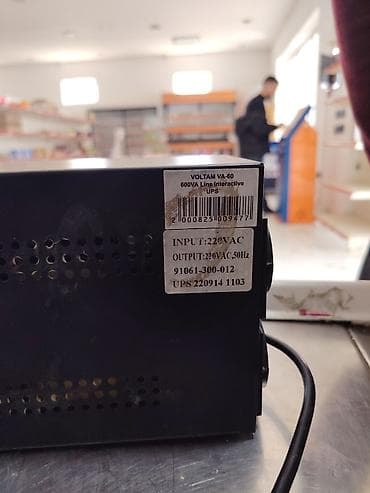 VOLTAM VA-60
600VA Line Interactive
UPS
000825 009477
INPUT:220VAC
OUTPUT:220VAC,50Hz
91061-300-012
UPS 220914 1103